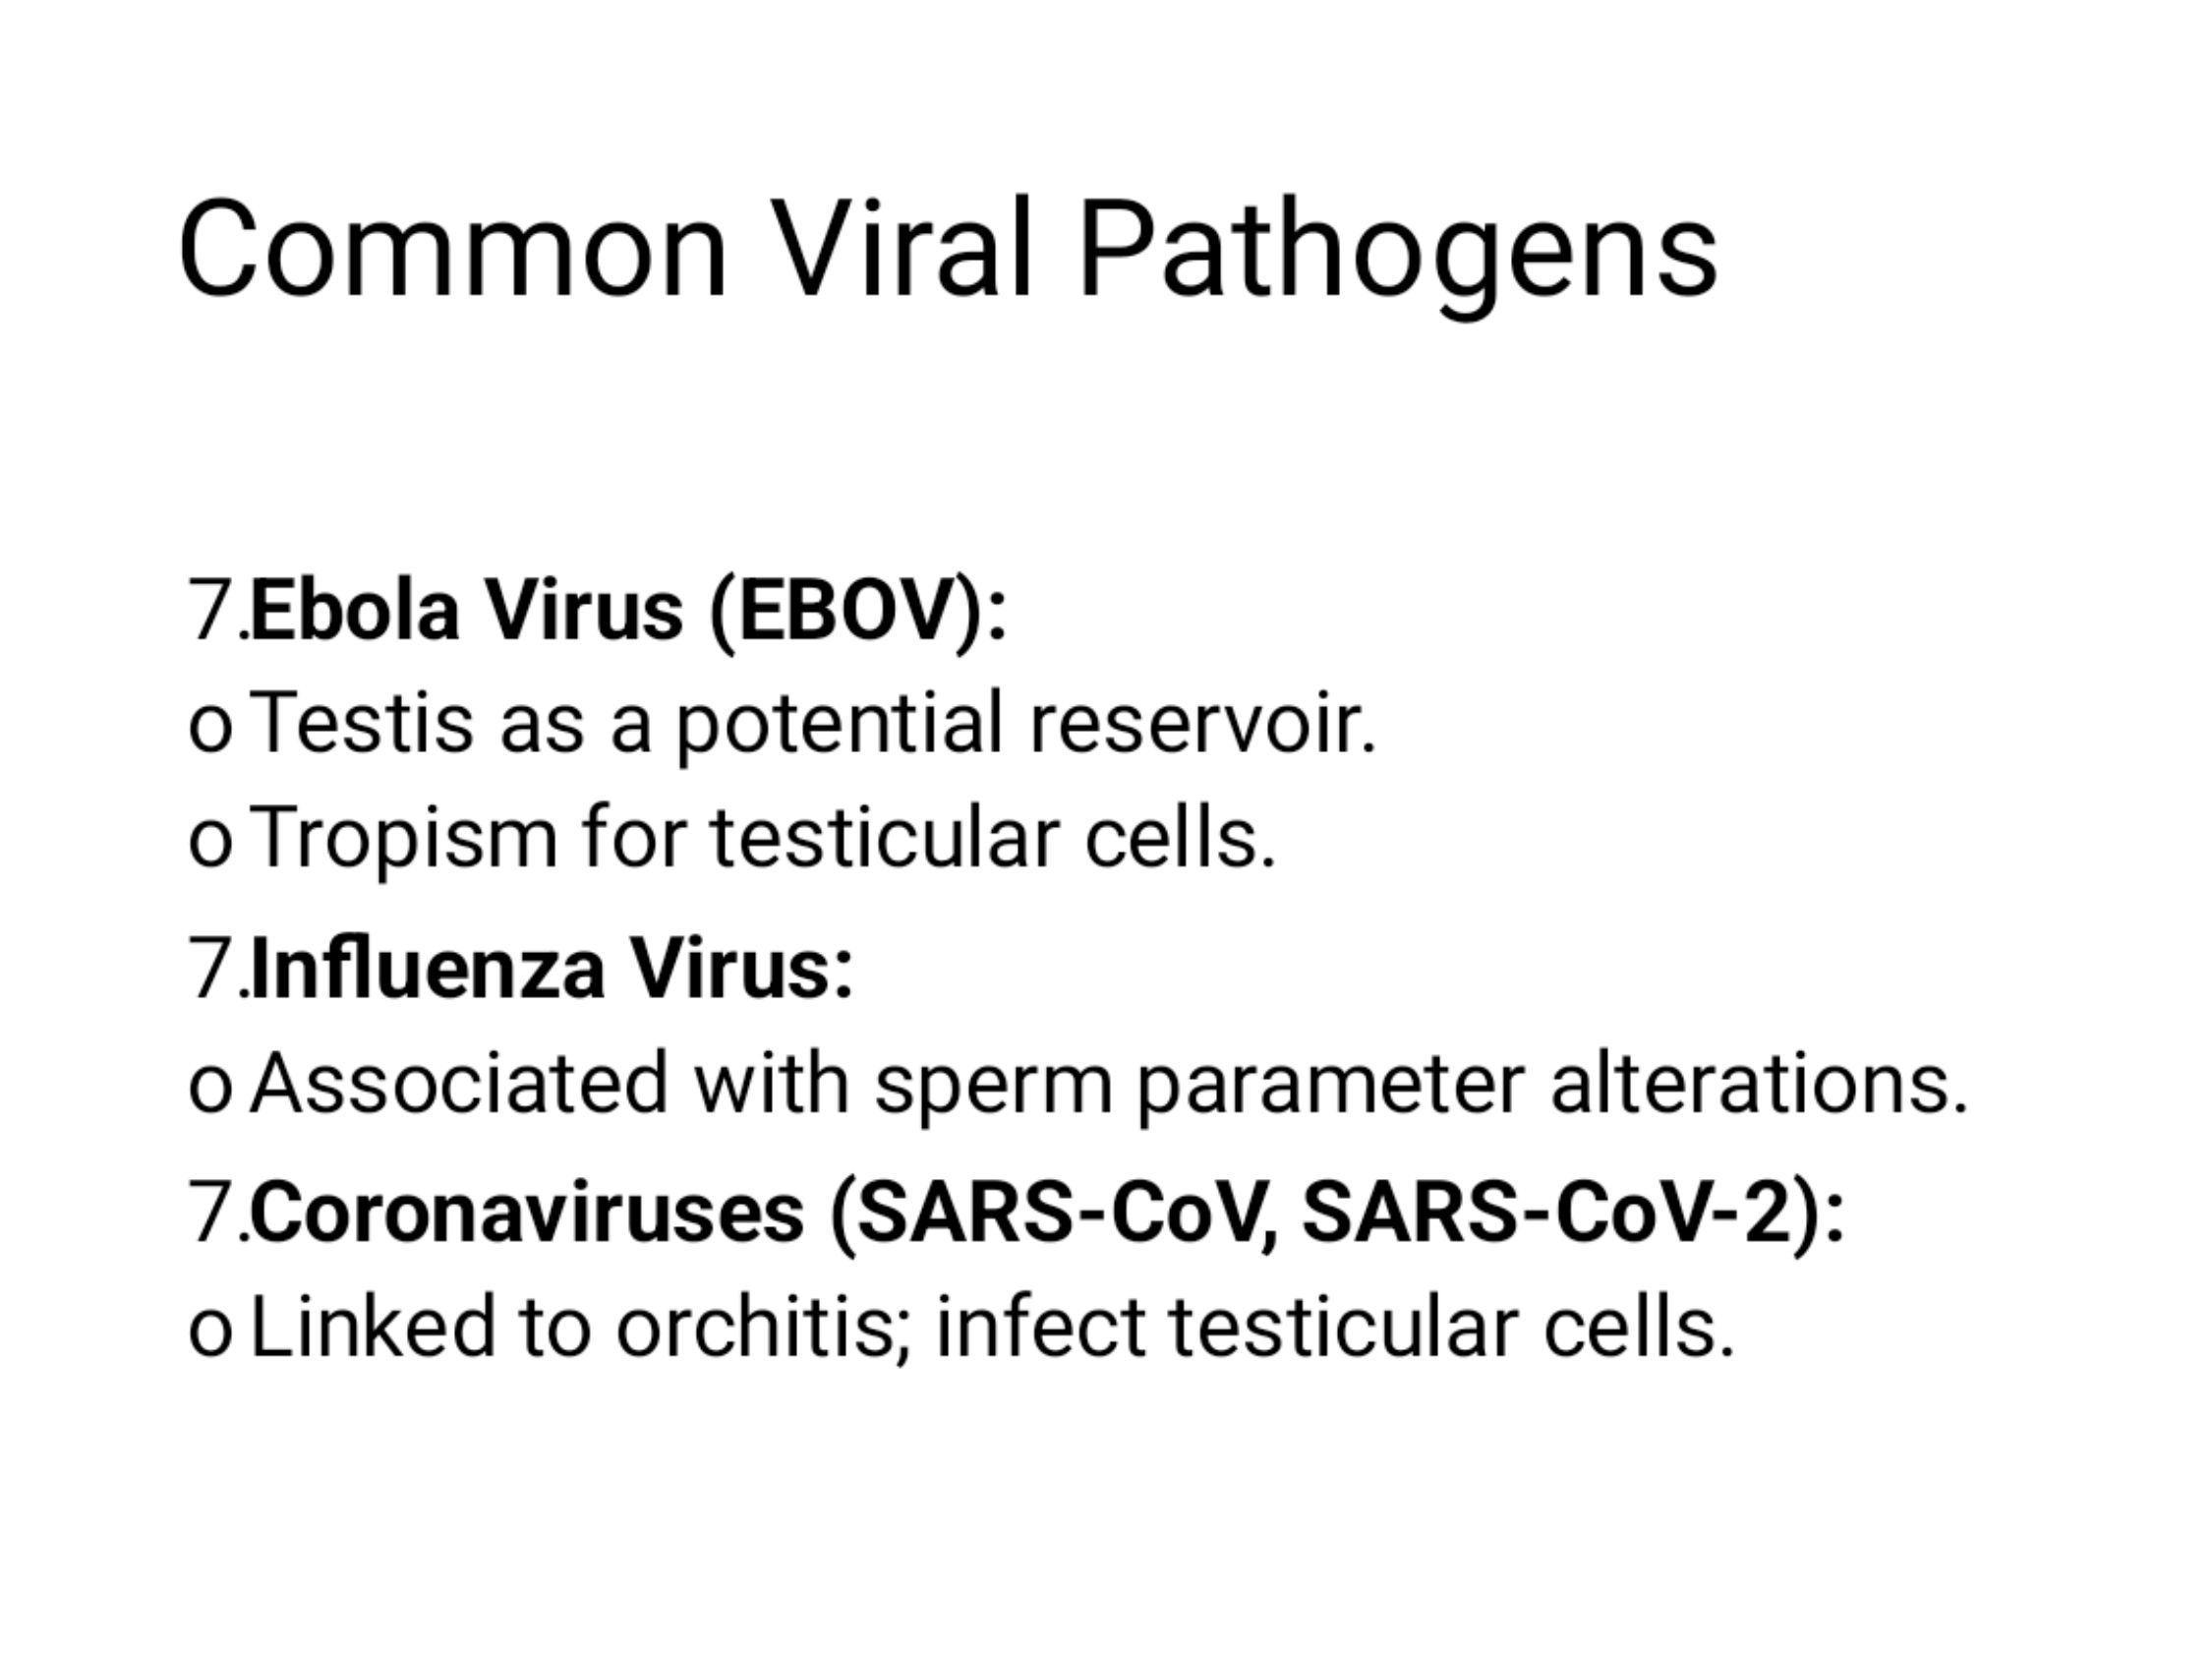 Common Viral Pathogens
7.Ebola Virus (EBOV):
o Testis as a potential reservoir.
o Tropism for testicular cells.
7.Influenza Virus:
o Associated with sperm parameter alterations.
7.Coronaviruses (SARS-CoV, SARS-CoV-2):
o Linked to orchitis; infect testicular cells.